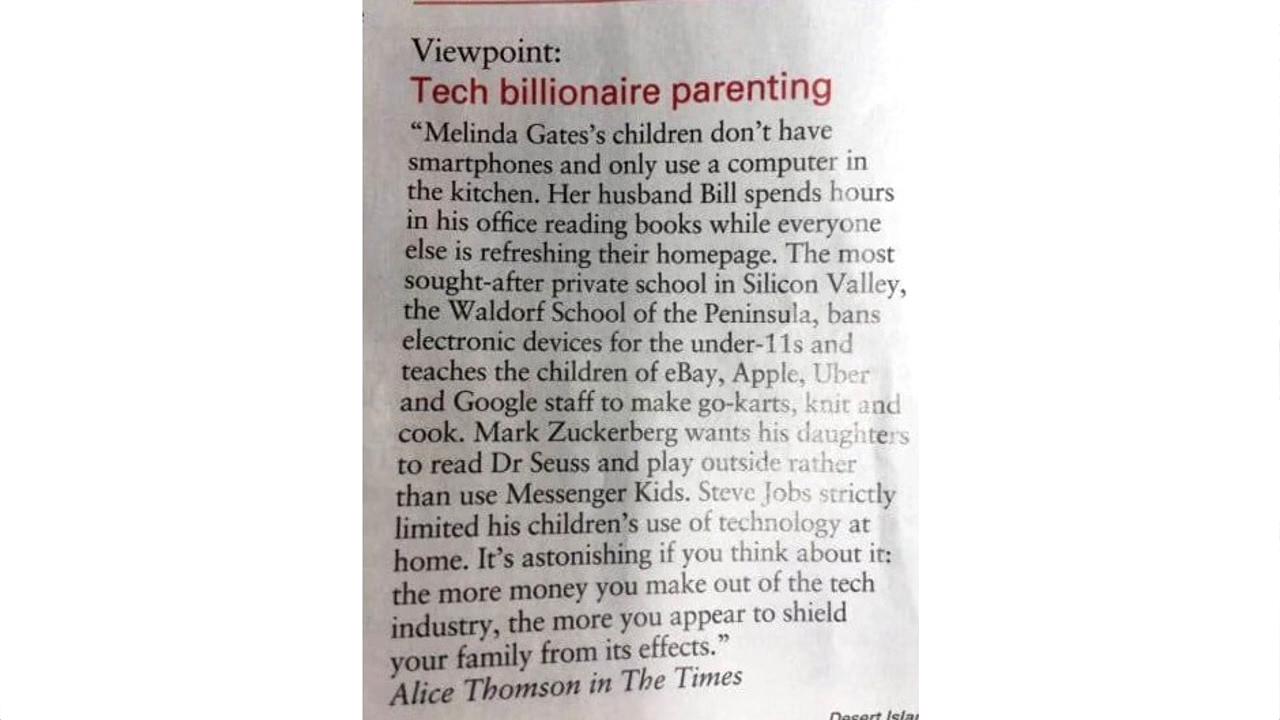 Viewpoint:
Tech billionaire parenting
“Melinda Gates’s children don’t have
smartphones and only use a computer in
the kitchen. Her husband Bill spends hours
in his office reading books while everyone
else is refreshing their homepage. The most
sought-after private school in Silicon Valley,
the Waldorf School of the Peninsula, bans
electronic devices for the under-11s and
teaches the children of eBay, Apple, Uber
and Google staff to make go-karts, knit and
cook. Mark Zuckerberg wants his daughters
to read Dr Seuss and play outside rather
than use Messenger Kids. Steve Jobs strictly
limited his children’s use of technology at
home. It’s astonishing if you think about it:
the more money you make out of the tech
industry, the more you appear to shield
your family from its effects.”
Alice Thomson in The Times
Desert